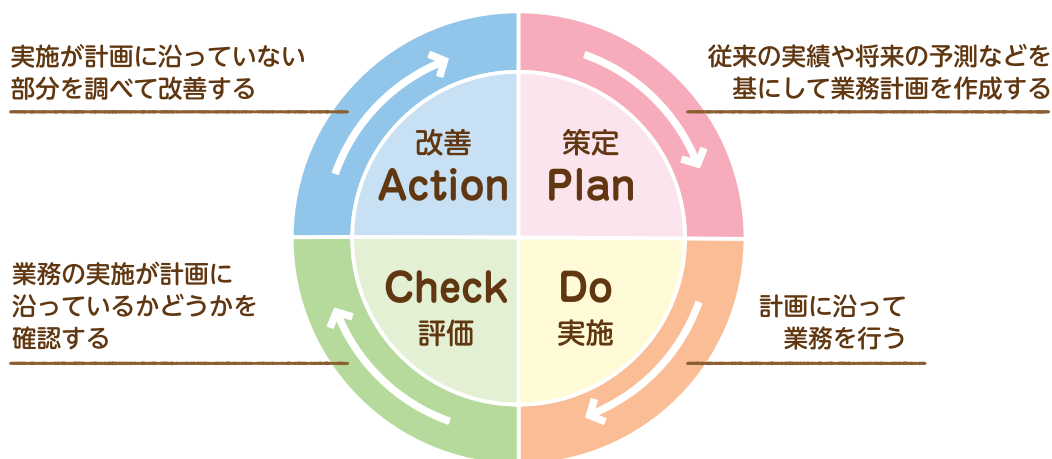 実施が計画に沿っていない
部分を調べて改善する
従来の実績や将来の予測などを
基にして業務計画を作成する
改善
Action
策定
Plan
業務の実施が計画に
沿っているかどうかを
確認する
Check
評価
Do
実施
計画に沿って
業務を行う